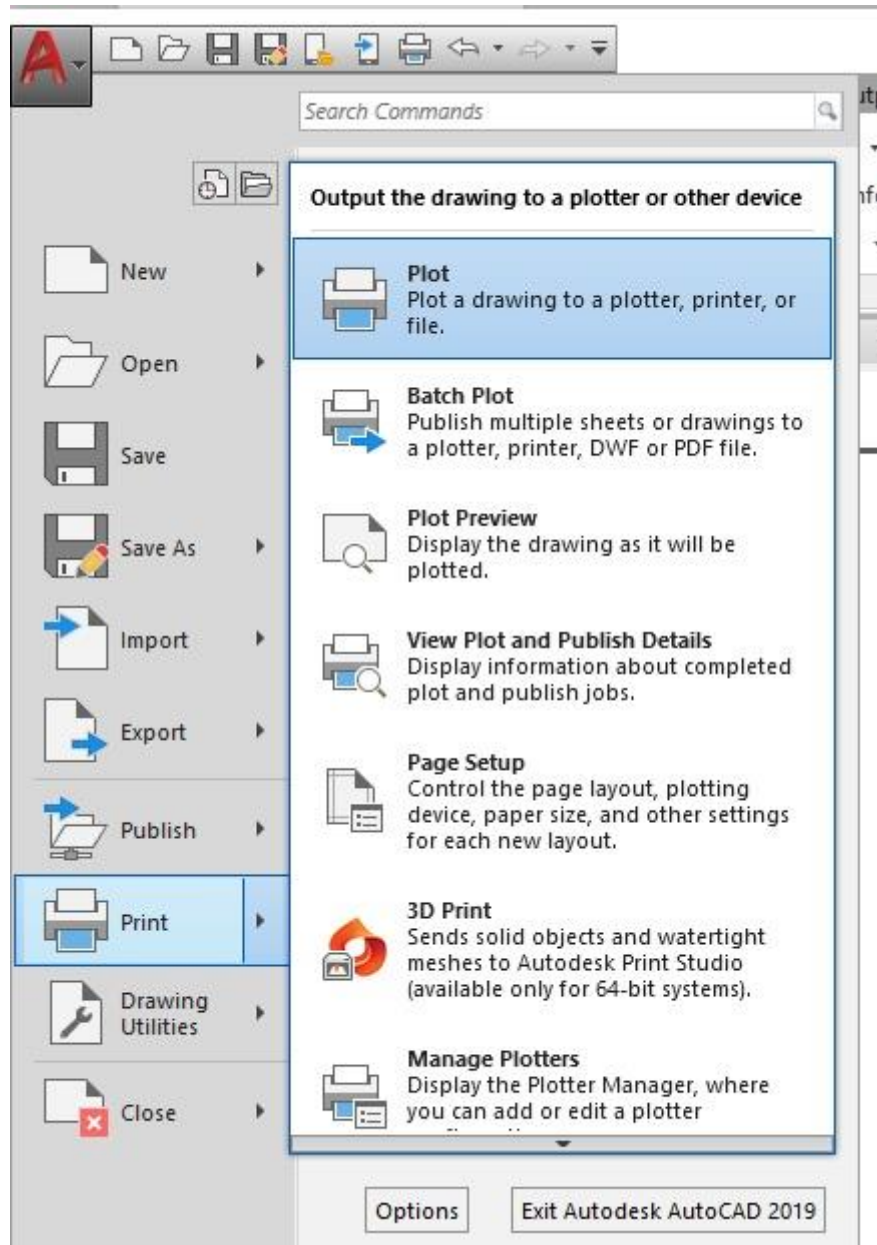 Search Commands
Output the drawing to a plotter or other device
New
Open
Save
Save As
Import
Export
Publish
Print
Drawing
Utilities
Close
Plot
Plot a drawing to a plotter, printer, or
file.
Batch Plot
Publish multiple sheets or drawings to
a plotter, printer, DWF or PDF file.
Plot Preview
Display the drawing as it will be
plotted.
View Plot and Publish Details
Display information about completed
plot and publish jobs.
Page Setup
Control the page layout, plotting
device, paper size, and other settings
for each new layout.
3D Print
Sends solid objects and watertight
meshes to Autodesk Print Studio
(available only for 64-bit systems).
Manage Plotters
Display the Plotter Manager, where
you can add or edit a plotter
Options
Exit Autodesk AutoCAD 2019